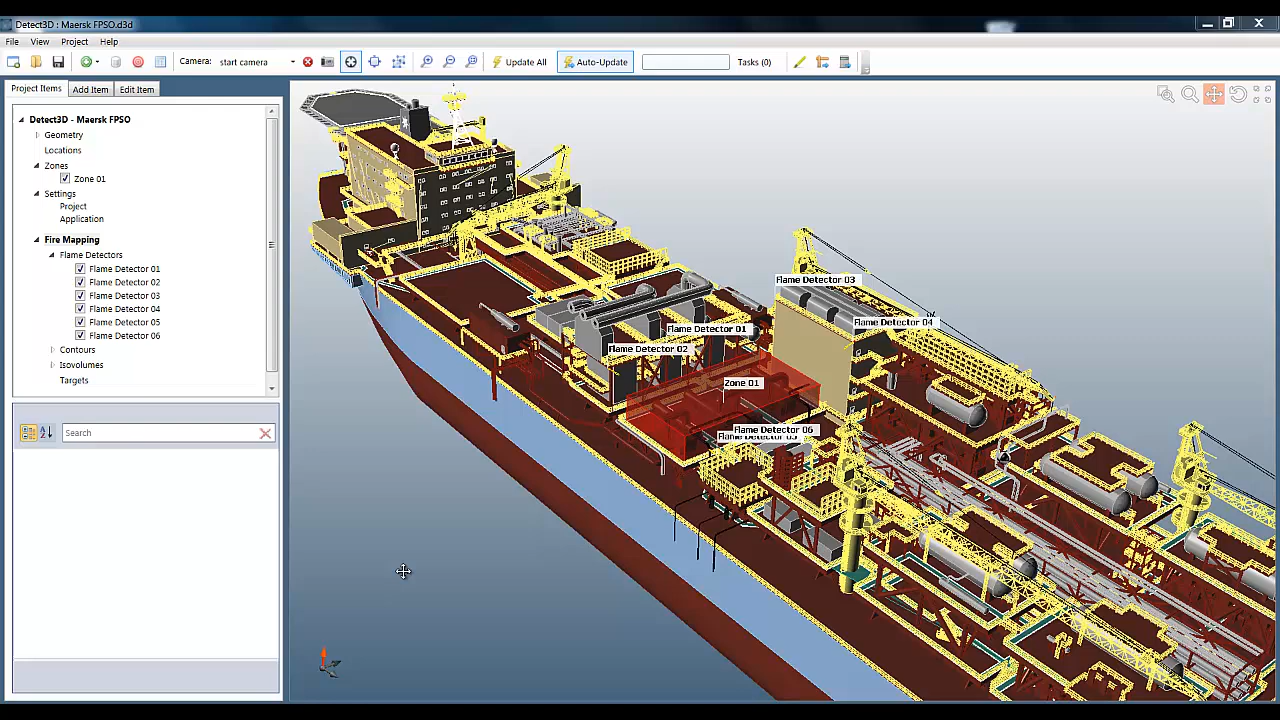 Detect3D : Maersk FPSO.d3d
File View Project Help
Camera: start camera Update All Auto-Update Tasks (0)
Project Items Add Item Edit Item
Detect3D - Maersk FPSO
Geometry
Locations
Zones
Zone 01
Settings
Project
Application
Fire Mapping
Flame Detectors
Flame Detector 01
Flame Detector 02
Flame Detector 03
Flame Detector 04
Flame Detector 05
Flame Detector 06
Contours
Isovolumes
Targets
Search
Flame Detector 03
Flame Detector 04
Flame Detector 01
Flame Detector 02
Zone 01
Flame Detector 06
Flame Detector 05